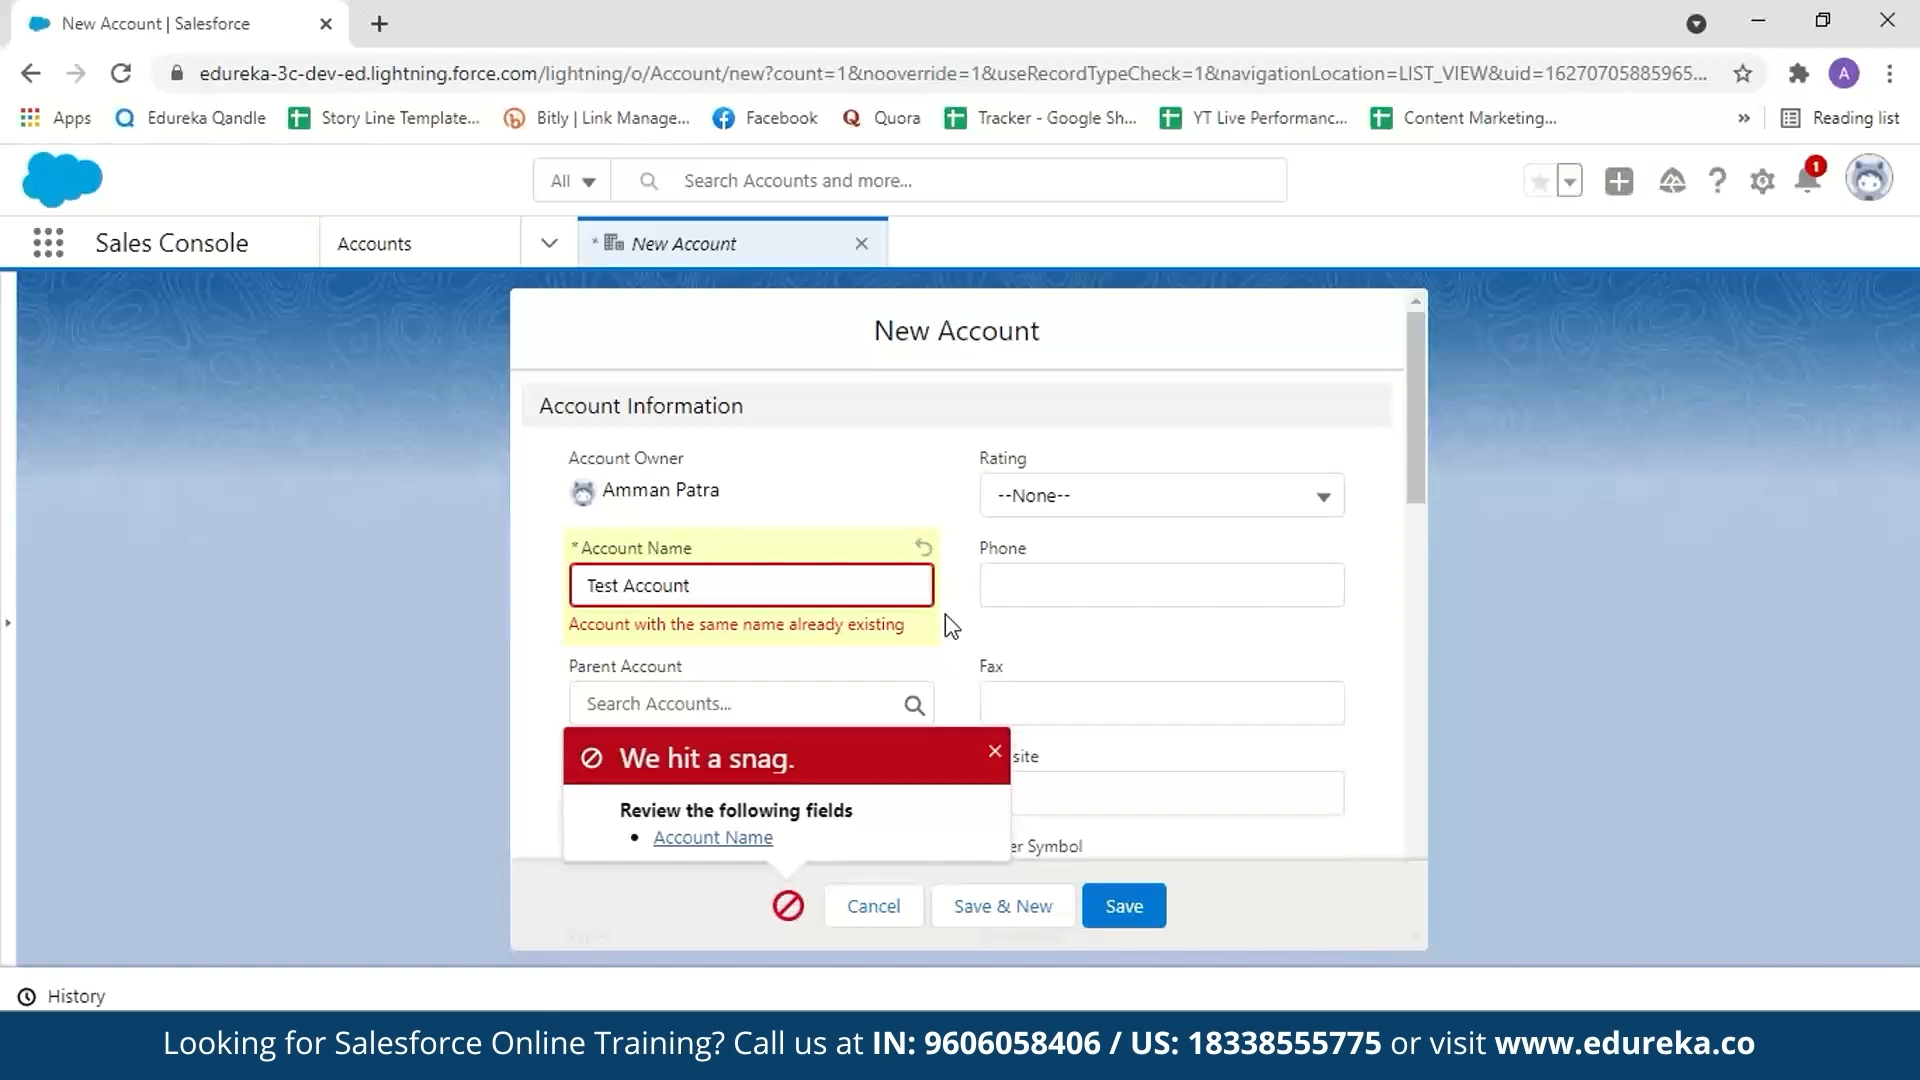 New Account | Salesforce
edureka-3c-dev-ed.lightning.force.com/lightning/o/Account/new?count=1&nooverride=1&useRecordTypeCheck=1&navigationLocation=LIST_VIEW&uid=16270705885965...
A
Apps
Edureka Qandle
Story Line Template...
Bitly | Link Manage...
Facebook
Quora
Tracker - Google Sh...
YT Live Performanc...
Content Marketing...
»
Reading list
All
Search Accounts and more...
1
Sales Console
Accounts
* New Account
New Account
Account Information
Account Owner
Rating
Amman Patra
--None--
*Account Name
Phone
Test Account
Account with the same name already existing
Parent Account
Fax
Search Accounts...
We hit a snag.
site
Review the following fields
• Account Name
er Symbol
Cancel
Save & New
Save
History
Looking for Salesforce Online Training? Call us at IN: 9606058406 / US: 18338555775 or visit www.edureka.co